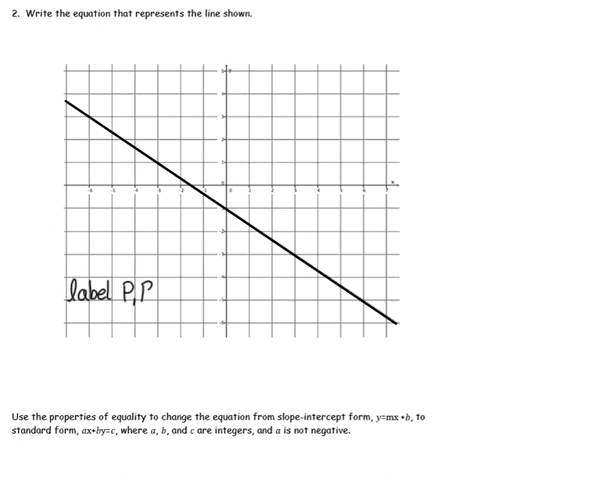 2. Write the equation that represents the line shown.
label P,P
Use the properties of equality to change the equation from slope-intercept form, y=mx+b, to
standard form, ax+by=c, where a, b, and c are integers, and a is not negative.